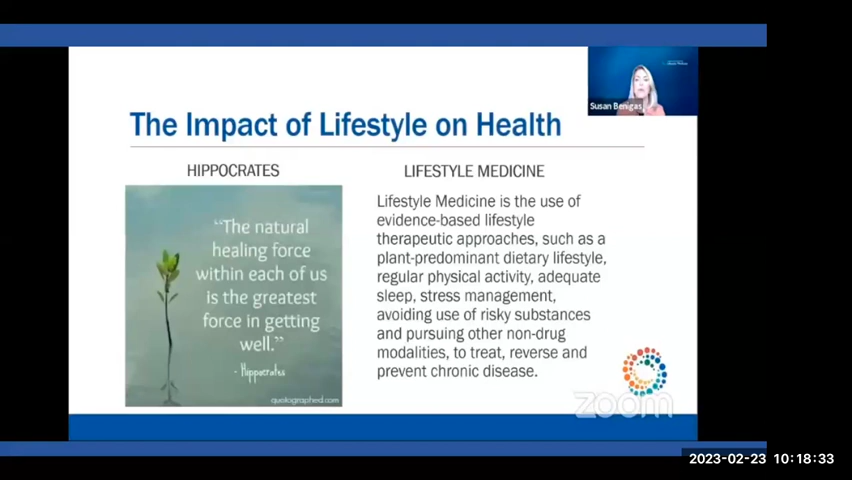 Susan Benigas
The Impact of Lifestyle on Health
HIPPOCRATES
“The natural
healing force
within each of us
is the greatest
force in getting
well.”
- Hippocrates
quotographed.com
LIFESTYLE MEDICINE
Lifestyle Medicine is the use of
evidence-based lifestyle
therapeutic approaches, such as a
plant-predominant dietary lifestyle,
regular physical activity, adequate
sleep, stress management,
avoiding use of risky substances
and pursuing other non-drug
modalities, to treat, reverse and
prevent chronic disease.
zoom
2023-02-23 10:18:33